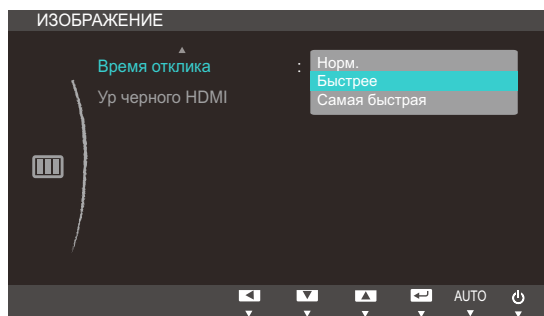 ИЗОБРАЖЕНИЕ
Время отклика : Норм.
Быстрее
Ур черного HDMI
Самая быстрая
AUTO